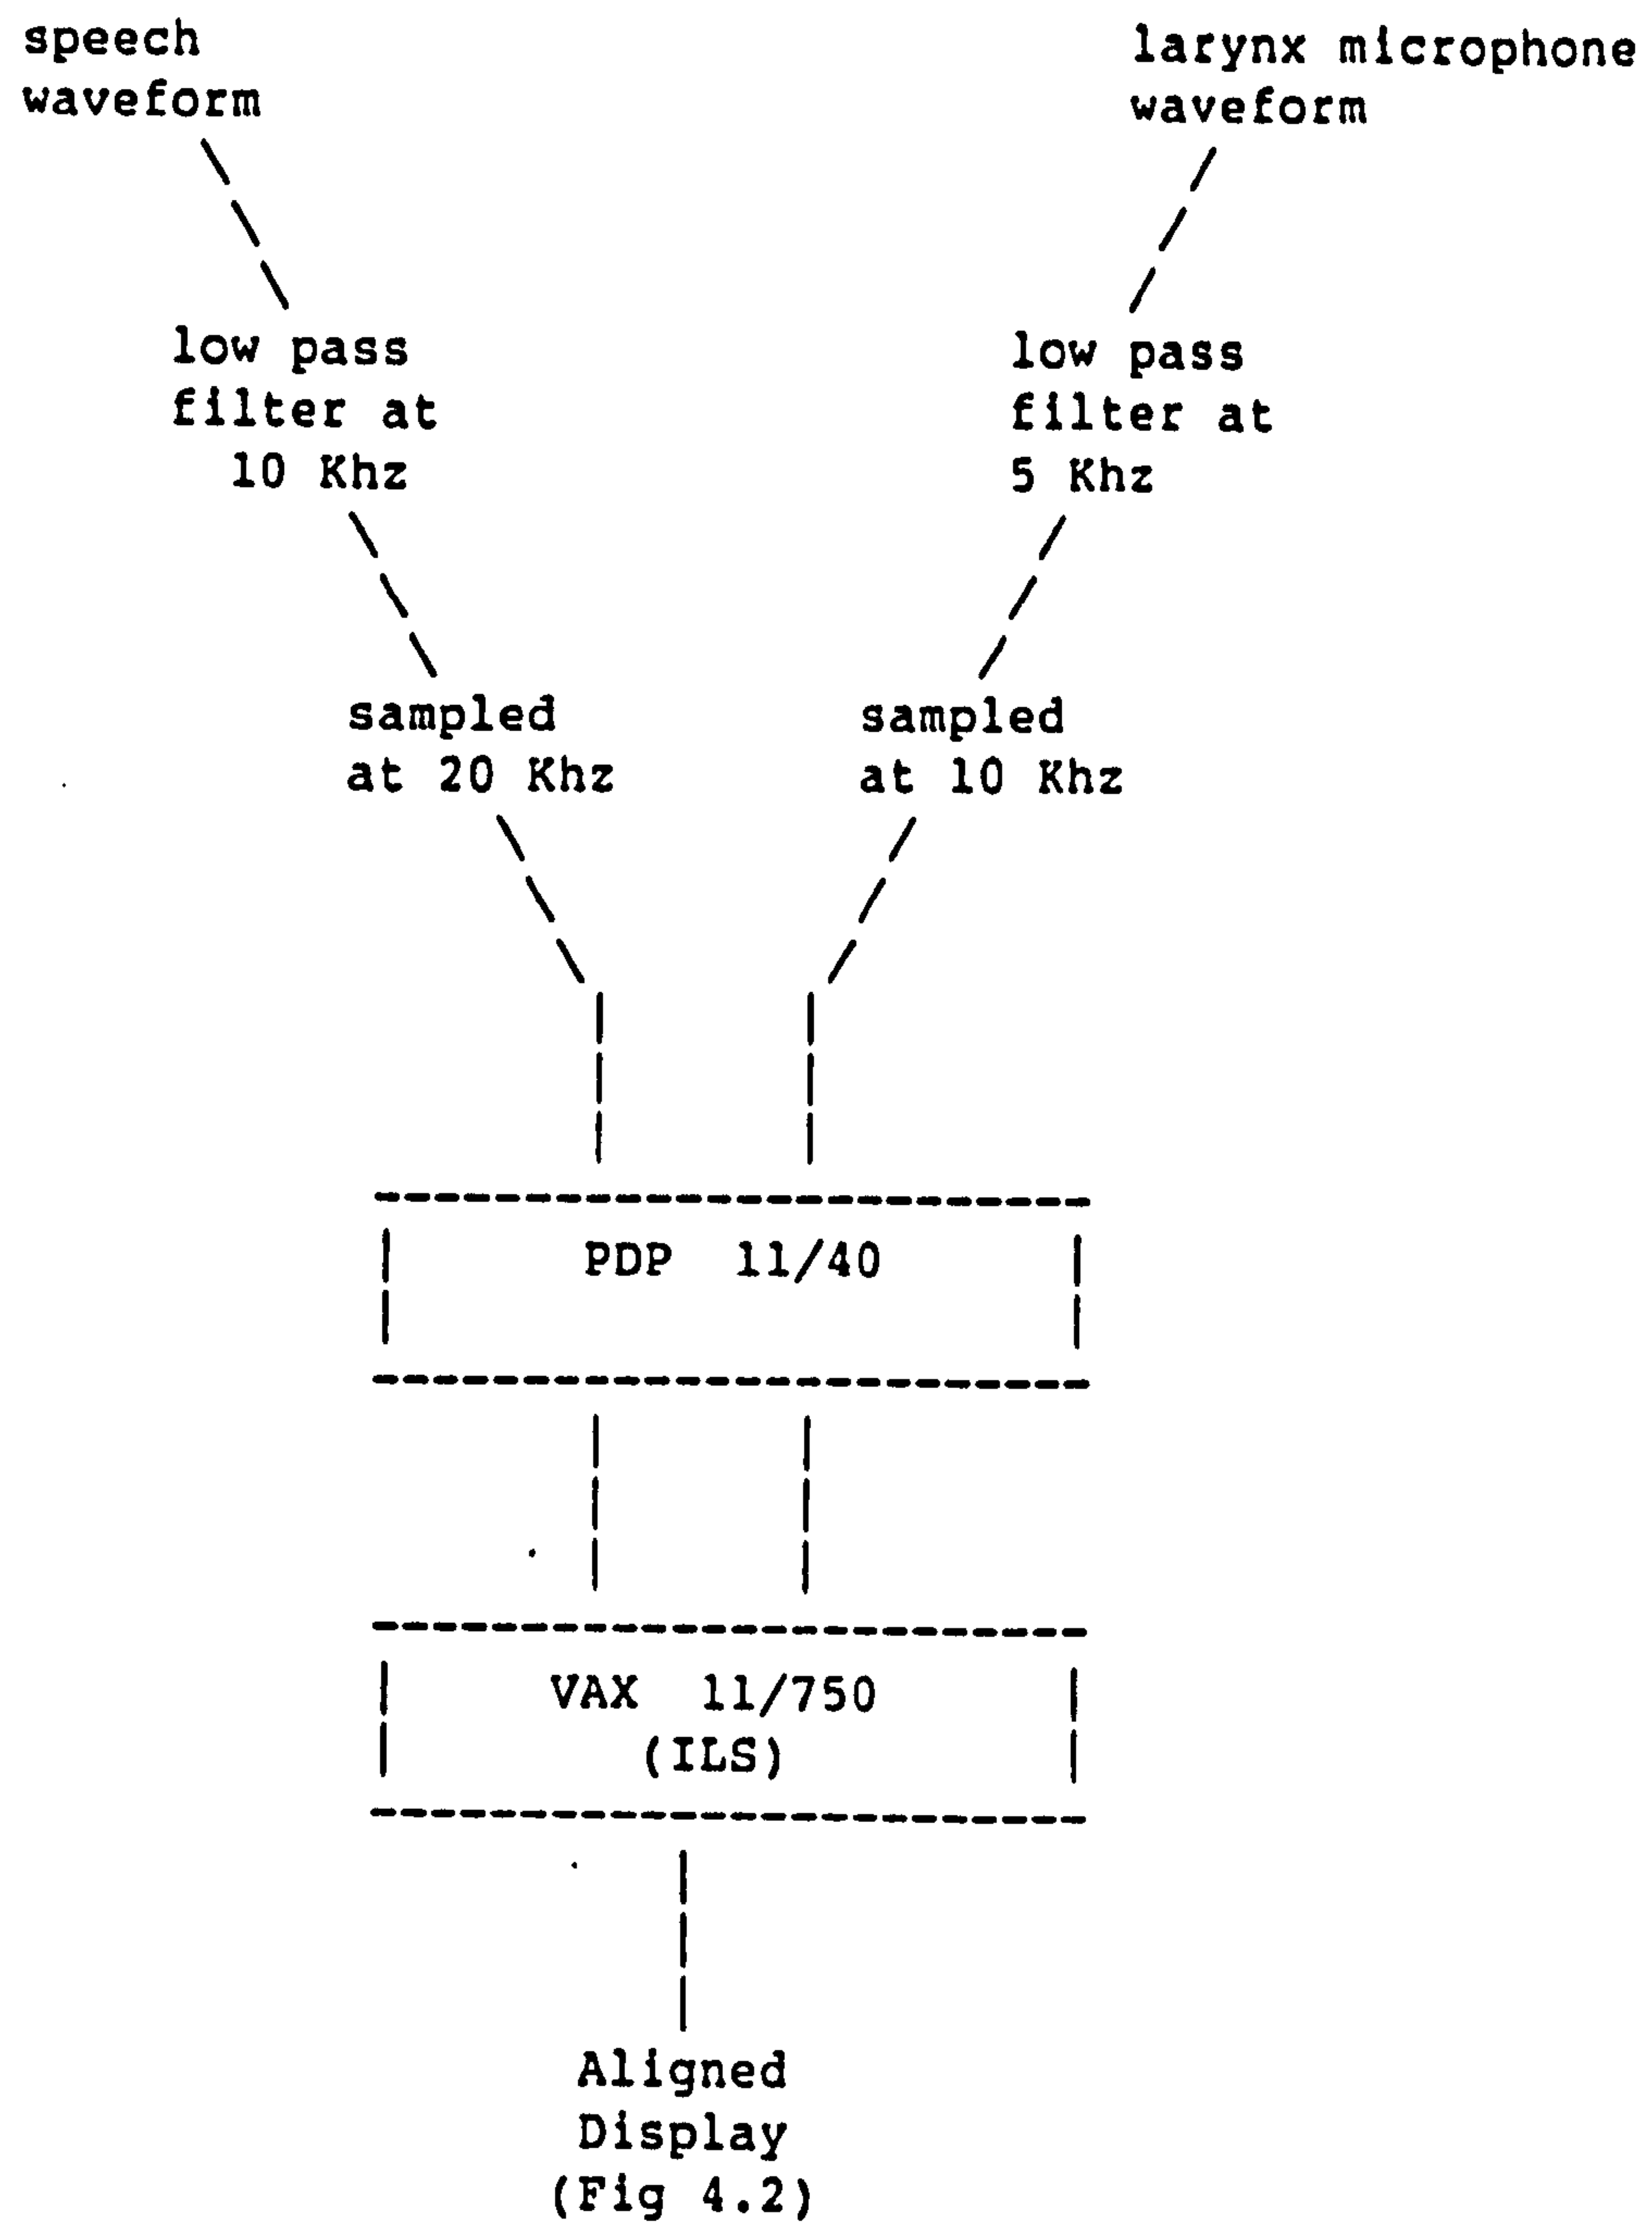 speech
waveform
larynx microphone
waveform
low pass
filter at
10 Khz
low pass
filter at
5 Khz
sampled
at 20 Khz
sampled
at 10 Khz
PDP 11/40
VAX 11/750
(ILS)
Aligned
Display
(Fig 4.2)